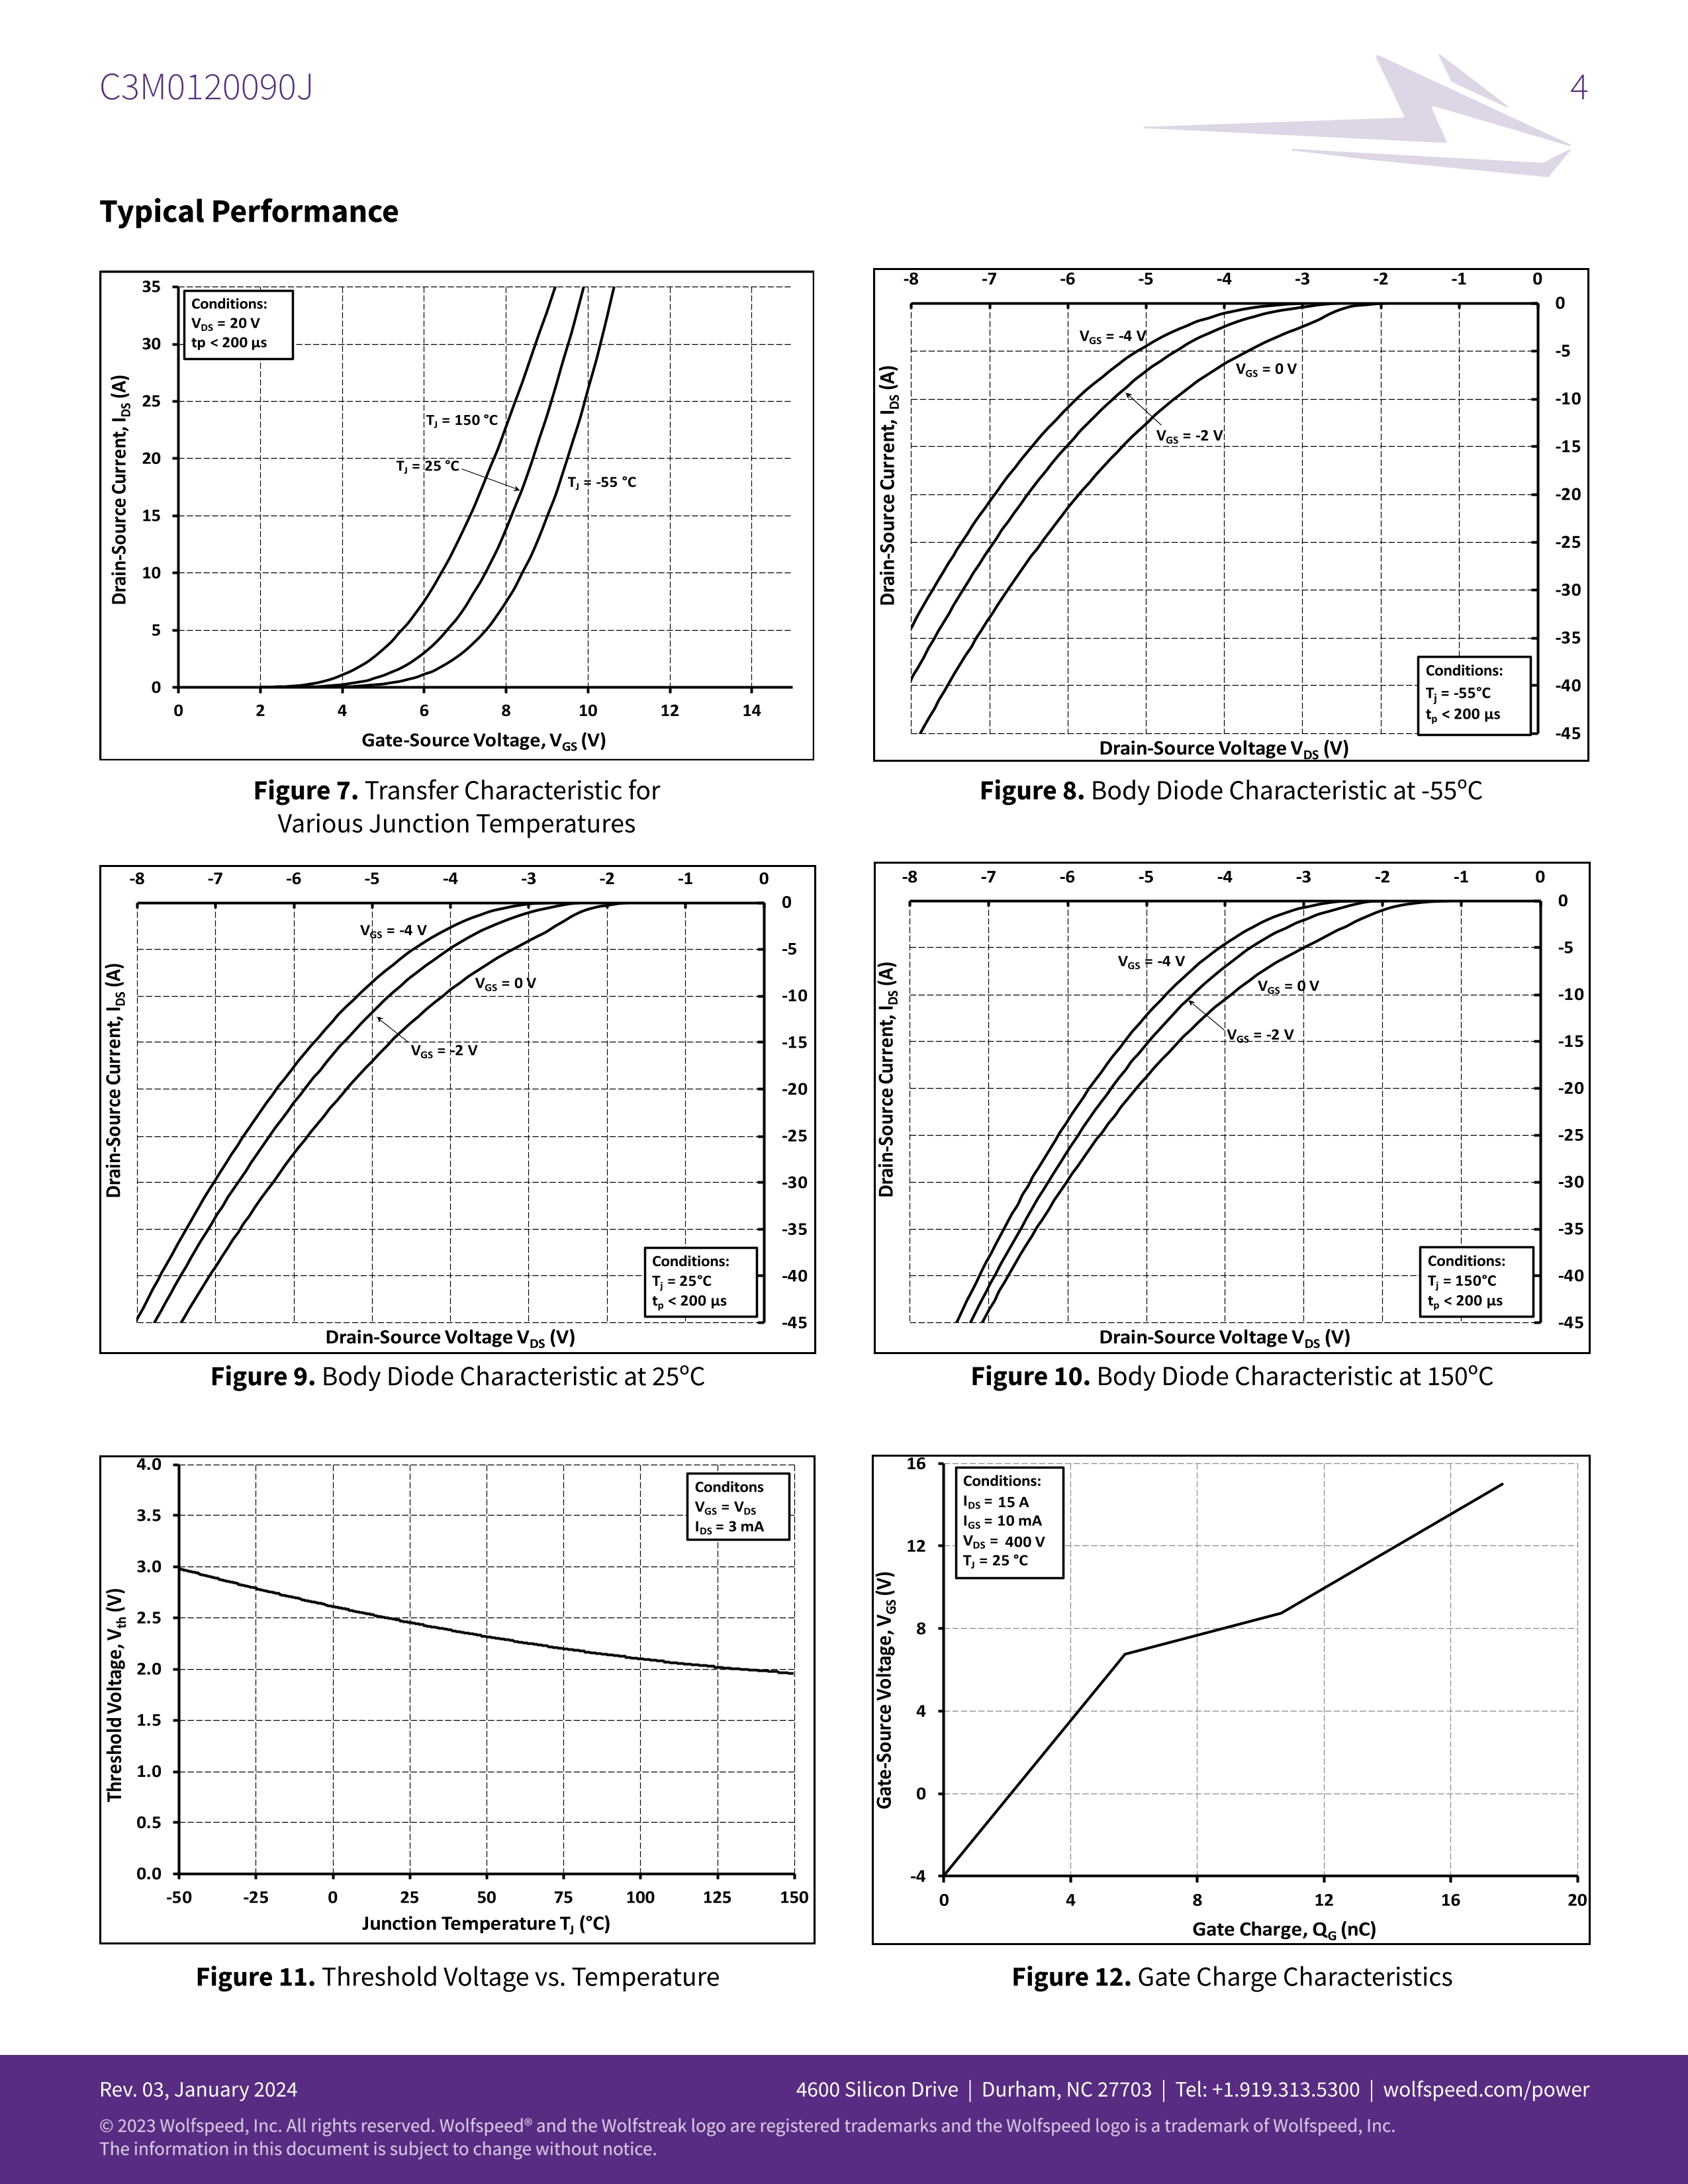 C3M0120090J
4
Typical Performance
35
30
25
20
15
10
5
0
0 2 4 6 8 10 12 14
Drain-Source Current, IDS (A)
Gate-Source Voltage, VGS (V)
Conditions:
VDS = 20 V
tp < 200 µs
TJ = 150 °C
TJ = 25 °C
TJ = -55 °C
Figure 7. Transfer Characteristic for
Various Junction Temperatures
-8 -7 -6 -5 -4 -3 -2 -1 0
0
-5
-10
-15
-20
-25
-30
-35
-40
-45
Drain-Source Current, IDS (A)
Drain-Source Voltage VDS (V)
VGS = -4 V
VGS = 0 V
VGS = -2 V
Conditions:
Tj = -55°C
tp < 200 µs
Figure 8. Body Diode Characteristic at -55ºC
-8 -7 -6 -5 -4 -3 -2 -1 0
0
-5
-10
-15
-20
-25
-30
-35
-40
-45
Drain-Source Current, IDS (A)
Drain-Source Voltage VDS (V)
VGS = -4 V
VGS = 0 V
VGS = -2 V
Conditions:
Tj = 25°C
tp < 200 µs
Figure 9. Body Diode Characteristic at 25ºC
-8 -7 -6 -5 -4 -3 -2 -1 0
0
-5
-10
-15
-20
-25
-30
-35
-40
-45
Drain-Source Current, IDS (A)
Drain-Source Voltage VDS (V)
VGS = -4 V
VGS = 0 V
VGS = -2 V
Conditions:
Tj = 150°C
tp < 200 µs
Figure 10. Body Diode Characteristic at 150ºC
4.0
3.5
3.0
2.5
2.0
1.5
1.0
0.5
0.0
-50 -25 0 25 50 75 100 125 150
Threshold Voltage, Vth (V)
Junction Temperature TJ (°C)
Conditons
VGS = VDS
IDS = 3 mA
Figure 11. Threshold Voltage vs. Temperature
16
12
8
4
0
-4
0 4 8 12 16 20
Gate-Source Voltage, VGS (V)
Gate Charge, QG (nC)
Conditions:
IDS = 15 A
IGS = 10 mA
VDS = 400 V
TJ = 25 °C
Figure 12. Gate Charge Characteristics
Rev. 03, January 2024
4600 Silicon Drive | Durham, NC 27703 | Tel: +1.919.313.5300 | wolfspeed.com/power
© 2023 Wolfspeed, Inc. All rights reserved. Wolfspeed® and the Wolfstreak logo are registered trademarks and the Wolfspeed logo is a trademark of Wolfspeed, Inc.
The information in this document is subject to change without notice.